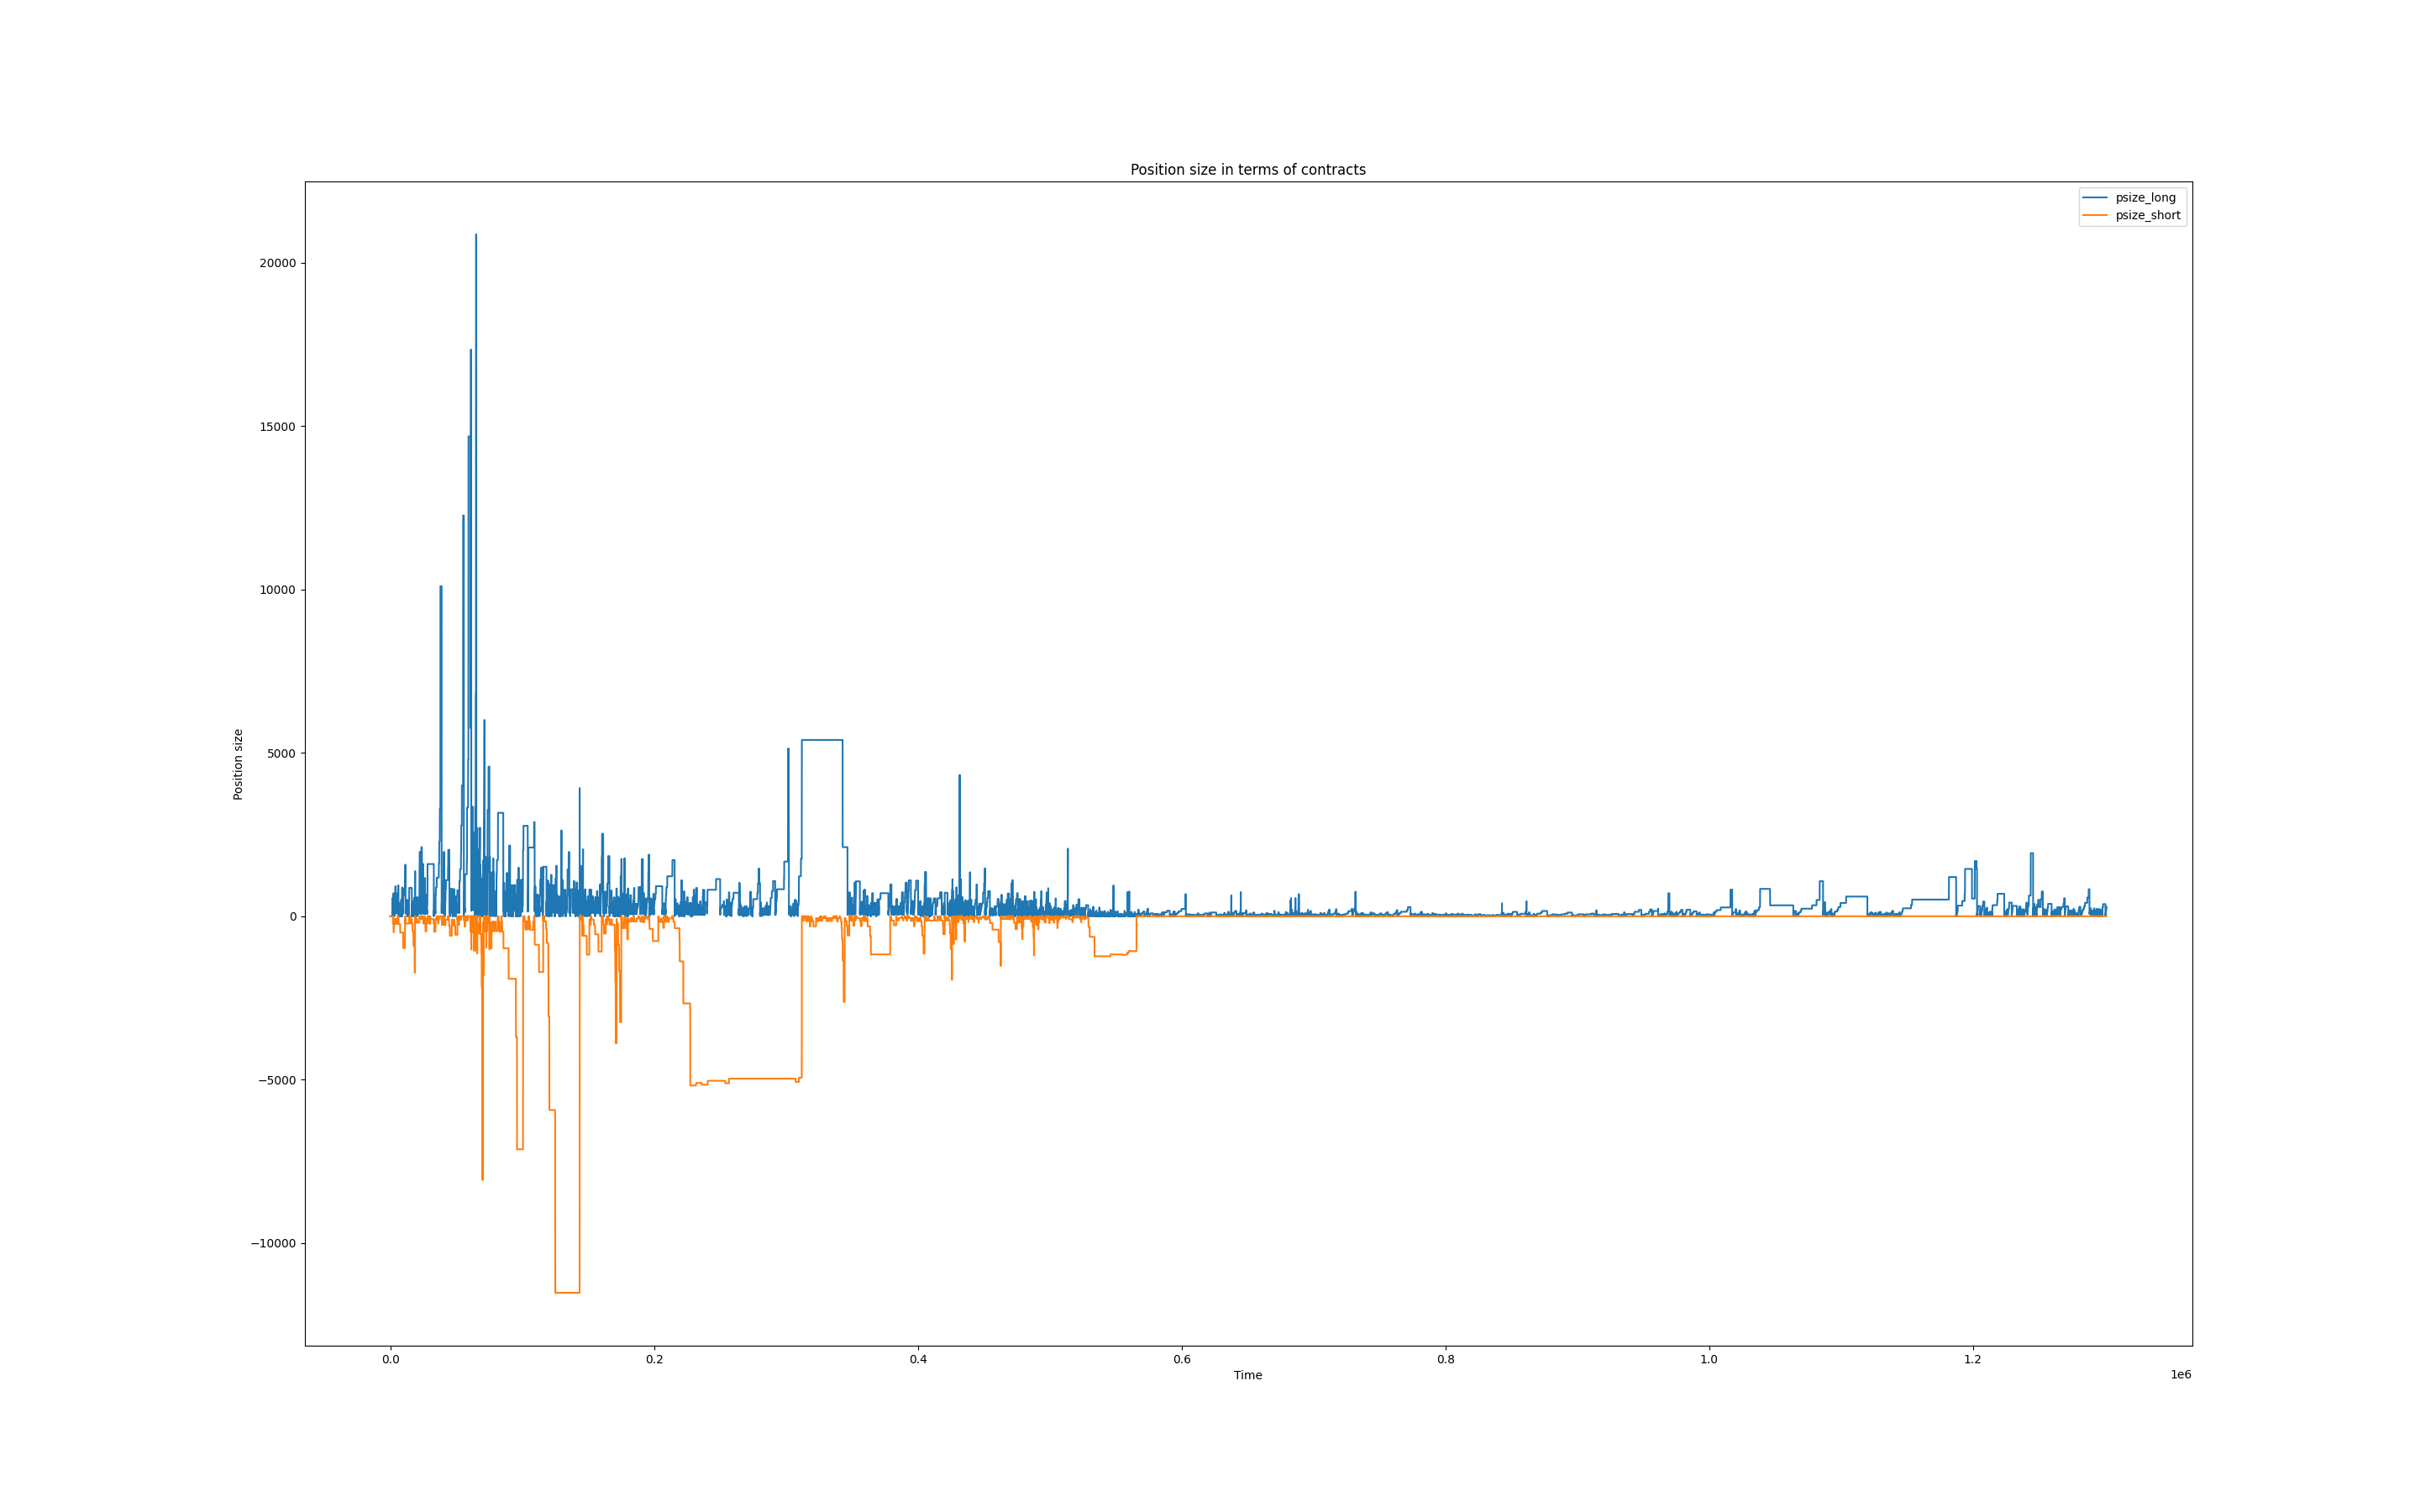 Position size in terms of contracts
psize_long
psize_short
Position size
20000
15000
10000
5000
0
−5000
−10000
0.0 0.2 0.4 0.6 0.8 1.0 1.2
Time
1e6